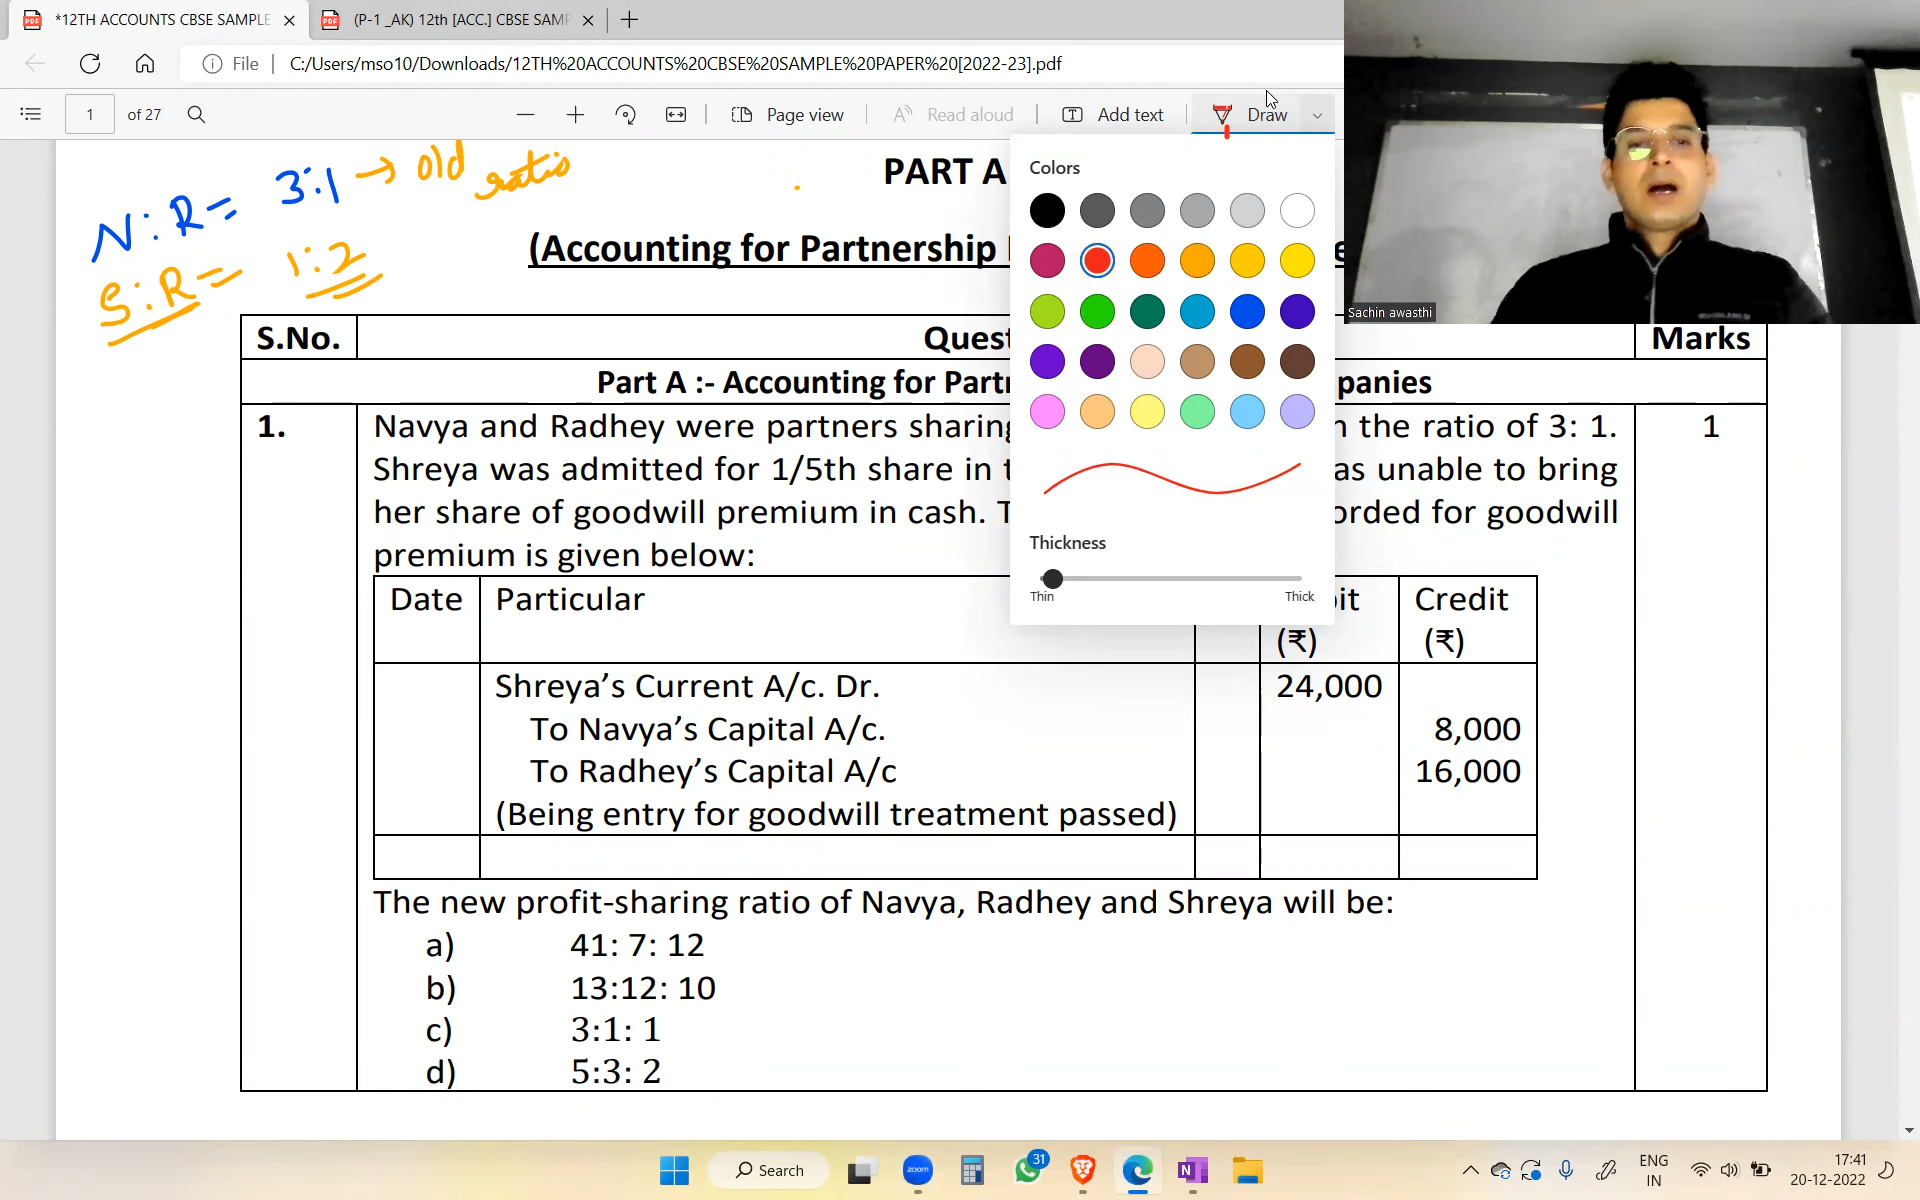 *12TH ACCOUNTS CBSE SAMPLE
(P-1 _AK) 12th [ACC.] CBSE SAMP
File
C:/Users/mso10/Downloads/12TH%20ACCOUNTS%20CBSE%20SAMPLE%20PAPER%20[2022-23].pdf
1 of 27
Page view
Read aloud
Add text
Draw
N:R= 3:1 → old ratio
S:R= 1:2
PART A
(Accounting for Partnership
Colors
Thickness
Thin Thick
Sachin awasthi
S.No. Quest Marks
Part A :- Accounting for Part panies
1. Navya and Radhey were partners sharing n the ratio of 3: 1. 1
Shreya was admitted for 1/5th share in t as unable to bring
her share of goodwill premium in cash. T orded for goodwill
premium is given below:
Date Particular it Credit
(₹) (₹)
Shreya’s Current A/c. Dr. 24,000
To Navya’s Capital A/c. 8,000
To Radhey’s Capital A/c 16,000
(Being entry for goodwill treatment passed)
The new profit-sharing ratio of Navya, Radhey and Shreya will be:
a) 41: 7: 12
b) 13:12: 10
c) 3:1: 1
d) 5:3: 2
Search
zoom
31
N
ENG
IN
17:41
20-12-2022